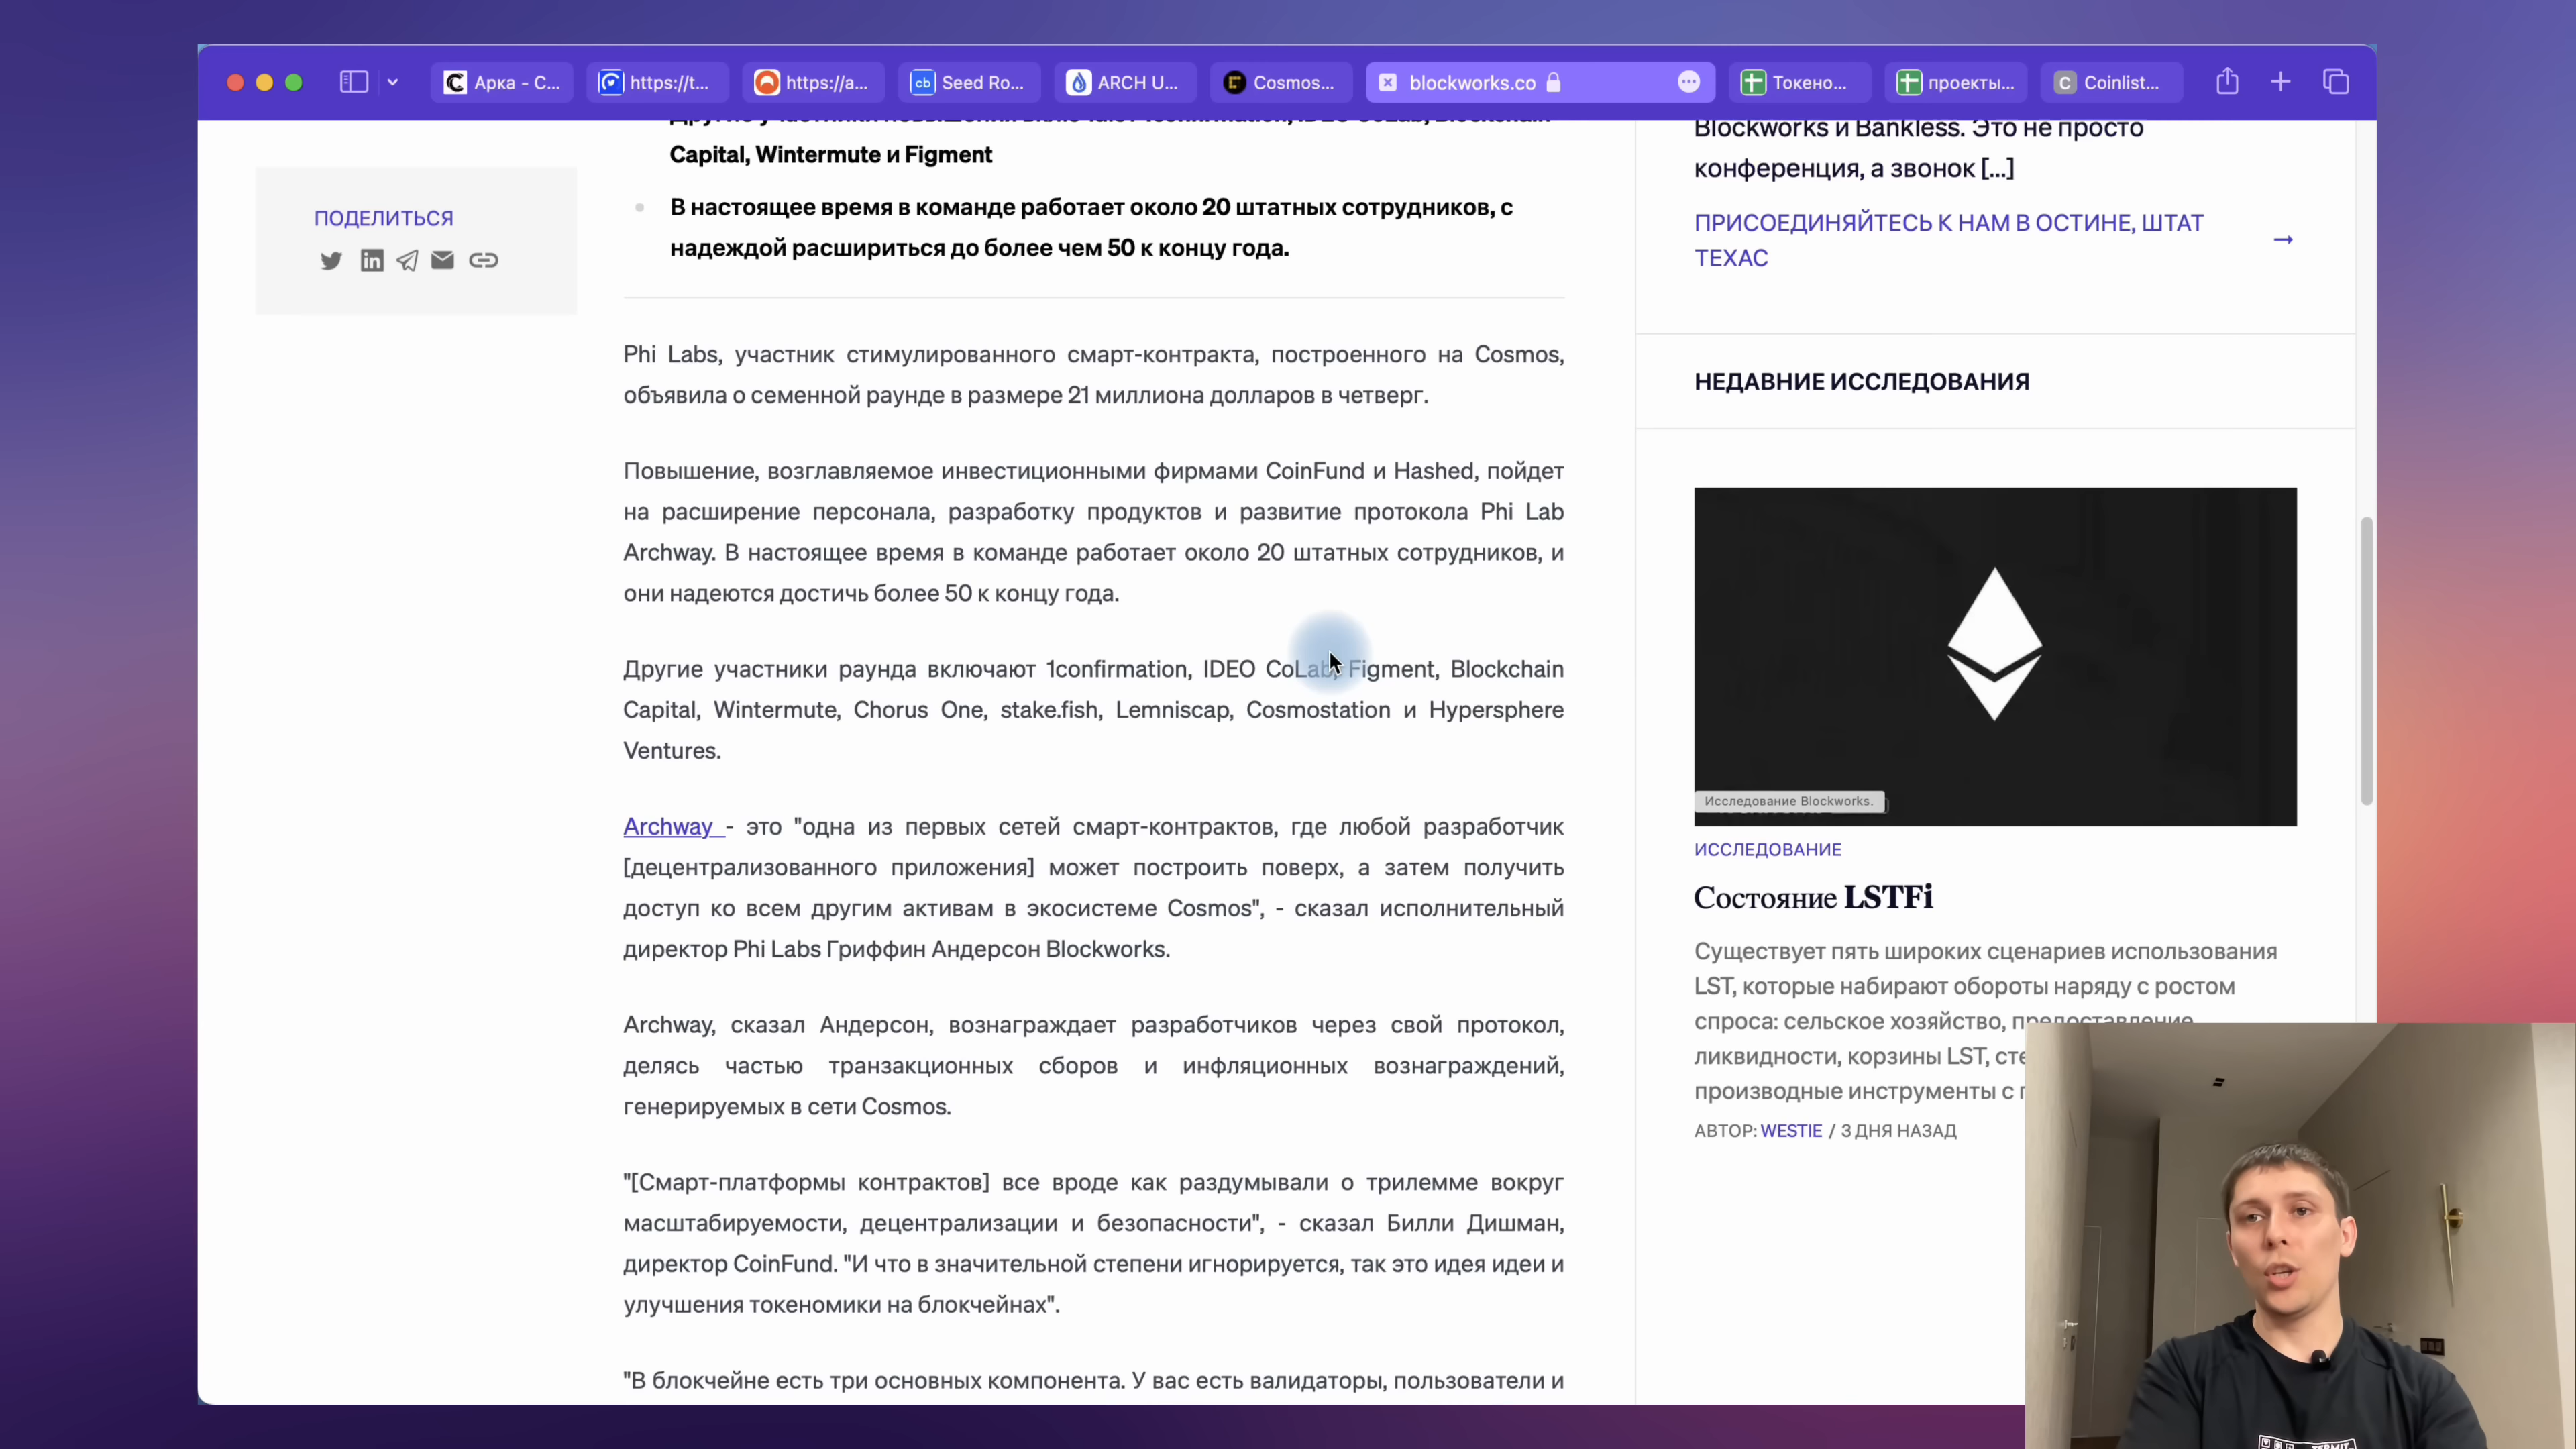 Арка - С...
https://t...
https://a...
cb
Seed Ro...
ARCH U...
Cosmos...
blockworks.co
Токено...
проекты...
C
Coinlist...
Capital, Wintermute и Figment
В настоящее время в команде работает около 20 штатных сотрудников, с
надеждой расшириться до более чем 50 к концу года.
ПОДЕЛИТЬСЯ
Phi Labs, участник стимулированного смарт-контракта, построенного на Cosmos,
объявила о семенной раунде в размере 21 миллиона долларов в четверг.
Повышение, возглавляемое инвестиционными фирмами CoinFund и Hashed, пойдет
на расширение персонала, разработку продуктов и развитие протокола Phi Lab
Archway. В настоящее время в команде работает около 20 штатных сотрудников, и
они надеются достичь более 50 к концу года.
Другие участники раунда включают 1confirmation, IDEO CoLab, Figment, Blockchain
Capital, Wintermute, Chorus One, stake.fish, Lemniscap, Cosmostation и Hypersphere
Ventures.
Archway - это "одна из первых сетей смарт-контрактов, где любой разработчик
[децентрализованного приложения] может построить поверх, а затем получить
доступ ко всем другим активам в экосистеме Cosmos", - сказал исполнительный
директор Phi Labs Гриффин Андерсон Blockworks.
Archway, сказал Андерсон, вознаграждает разработчиков через свой протокол,
делясь частью транзакционных сборов и инфляционных вознаграждений,
генерируемых в сети Cosmos.
"[Смарт-платформы контрактов] все вроде как раздумывали о трилемме вокруг
масштабируемости, децентрализации и безопасности", - сказал Билли Дишман,
директор CoinFund. "И что в значительной степени игнорируется, так это идея идеи и
улучшения токеномики на блокчейнах".
"В блокчейне есть три основных компонента. У вас есть валидаторы, пользователи и
Blockworks и Bankless. Это не просто
конференция, а звонок [...]
ПРИСОЕДИНЯЙТЕСЬ К НАМ В ОСТИНЕ, ШТАТ
ТЕХАС
НЕДАВНИЕ ИССЛЕДОВАНИЯ
Исследование Blockworks.
ИССЛЕДОВАНИЕ
Состояние LSTFi
Существует пять широких сценариев использования
LST, которые набирают обороты наряду с ростом
спроса: сельское хозяйство, предоставление
ликвидности, корзины LST, сте
производные инструменты с п
АВТОР: WESTIE / 3 ДНЯ НАЗАД